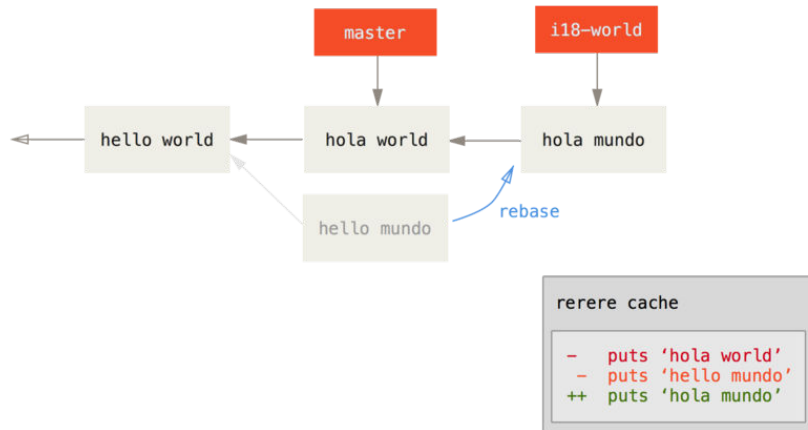 master
i18-world
hello world
hola world
hola mundo
hello mundo
rebase
rerere cache
-   puts ‘hola world’
 -  puts ‘hello mundo’
++  puts ‘hola mundo’